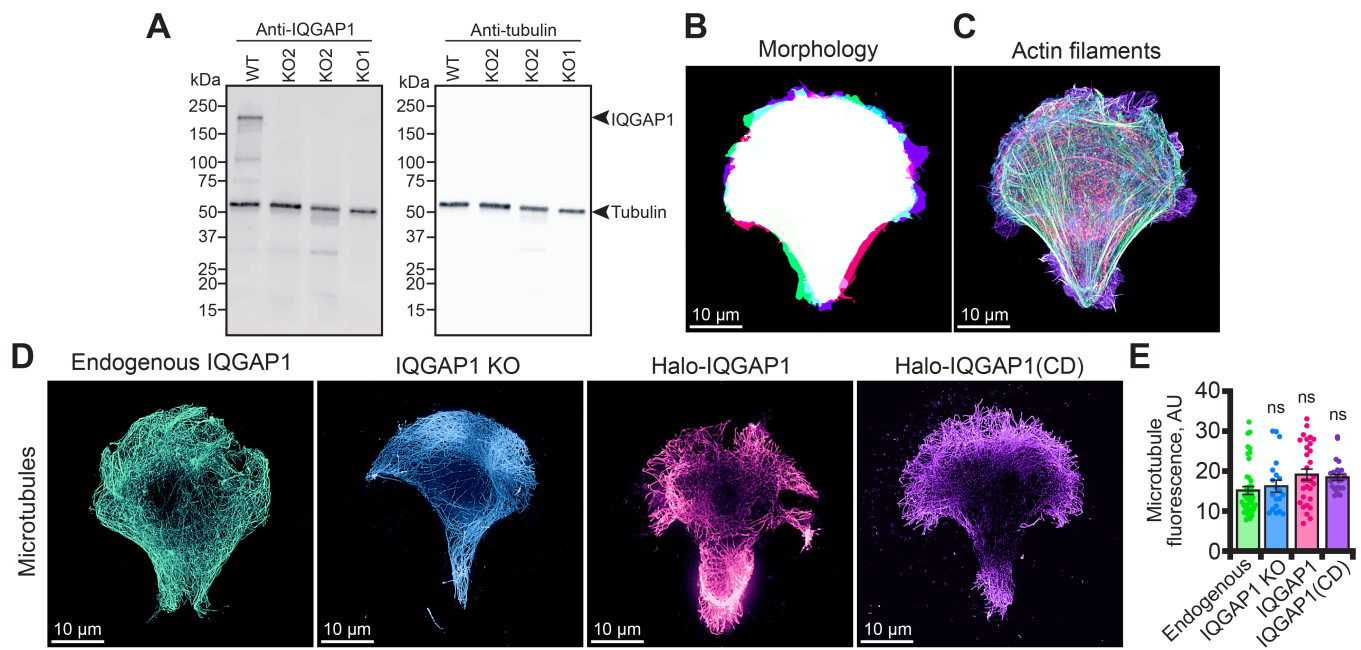 A
Anti-IQGAP1
Anti-tubulin
WT
KO2
KO2
KO1
WT
KO2
KO2
KO1
kDa
250
150
100
75
50
37
25
20
15
kDa
250
150
100
75
50
37
25
20
15
IQGAP1
Tubulin
B
Morphology
10 µm
C
Actin filaments
10 µm
D
Microtubules
Endogenous IQGAP1
10 µm
IQGAP1 KO
10 µm
Halo-IQGAP1
10 µm
Halo-IQGAP1(CD)
10 µm
E
Microtubule
fluorescence, AU
40
30
20
10
0
ns
ns
ns
Endogenous
IQGAP1 KO
IQGAP1
IQGAP1(CD)